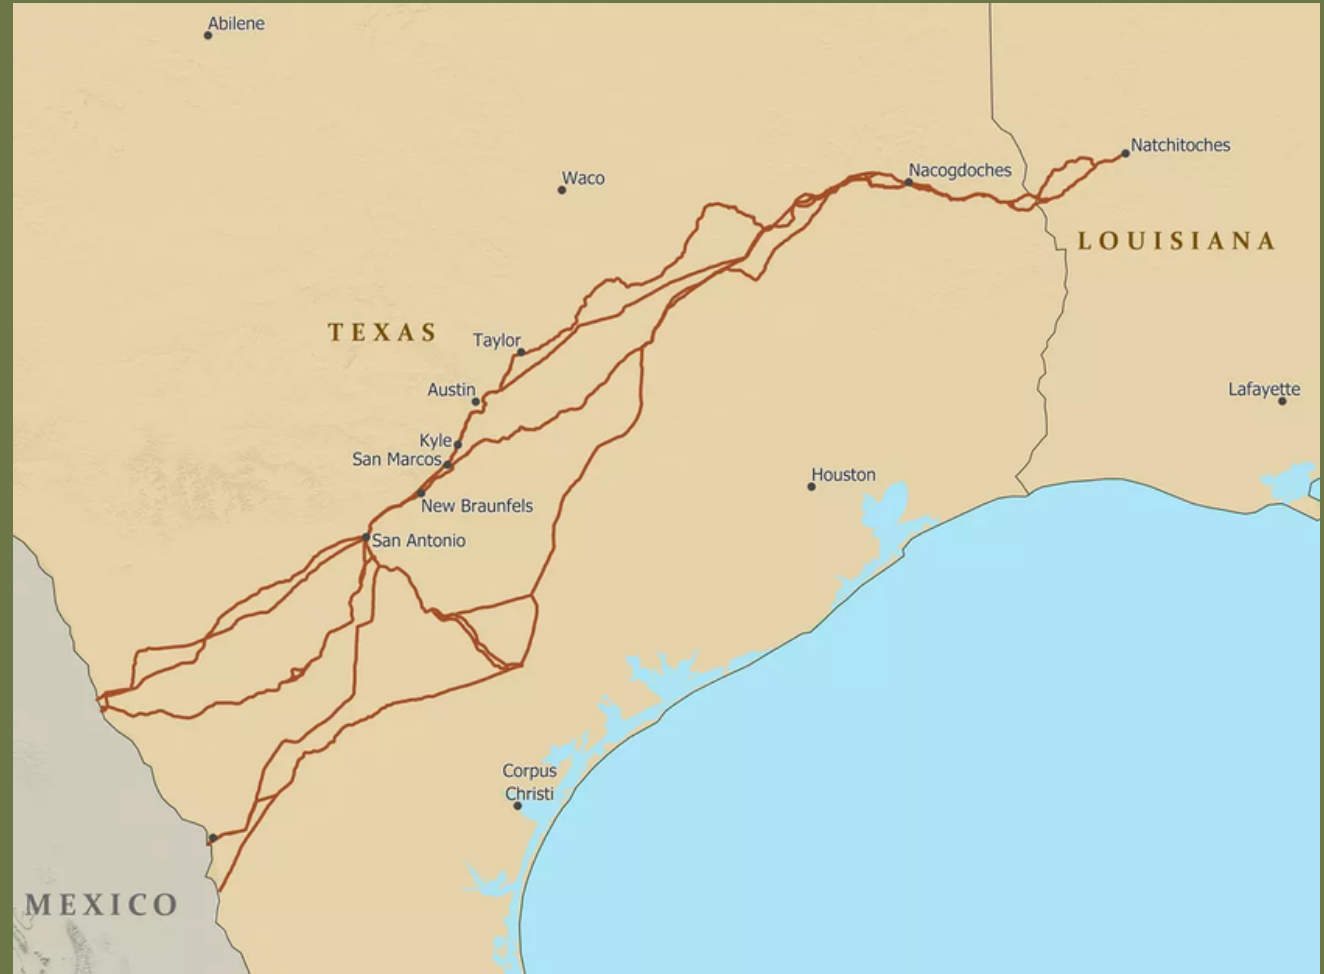 Abilene
Natchitoches
Nacogdoches
Waco
LOUISIANA
TEXAS
Taylor
Austin
Lafayette
Kyle
San Marcos
Houston
New Braunfels
San Antonio
Corpus
Christi
MEXICO